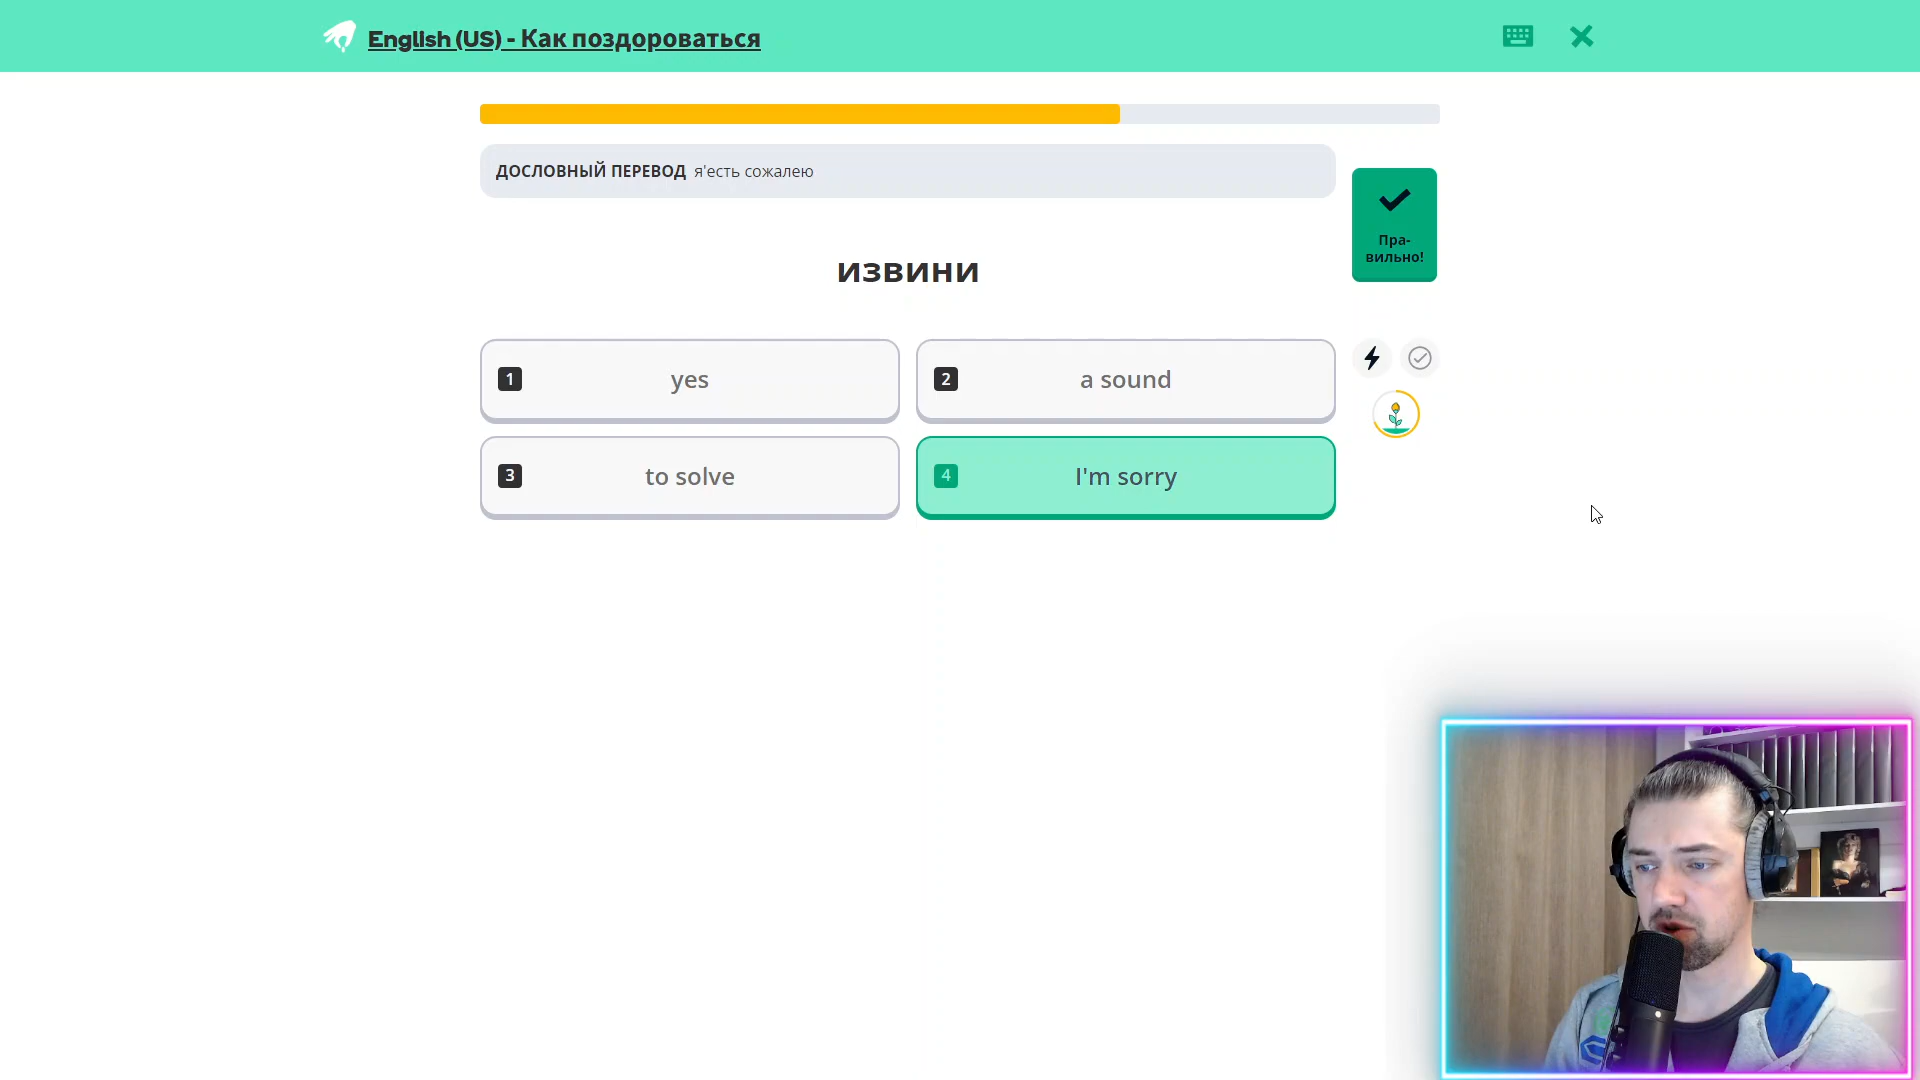 English (US) - Как поздороваться
ДОСЛОВНЫЙ ПЕРЕВОД я'есть сожалею
Пра-
вильно!
извини
1 yes
2 a sound
3 to solve
4 I'm sorry